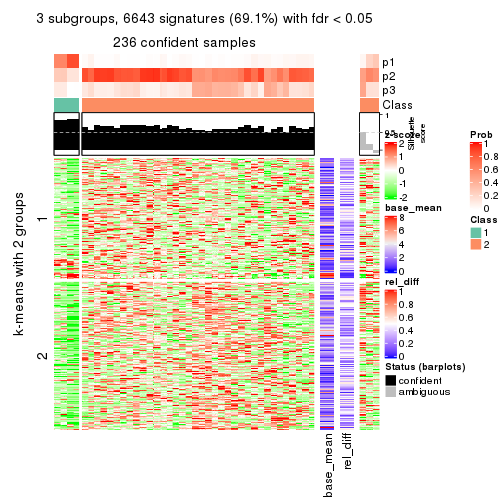 3 subgroups, 6643 signatures (69.1%) with fdr < 0.05
236 confident samples
p1
p2
p3
Class
1
0.5
Silhouette
score
k-means with 2 groups
1
2
base_mean
rel_diff
z-score
2
1
0
-1
-2
base_mean
8
6
4
2
0
rel_diff
1
0.8
0.6
0.4
0.2
0
Status (barplots)
confident
ambiguous
Prob
1
0.8
0.6
0.4
0.2
0
Class
1
2